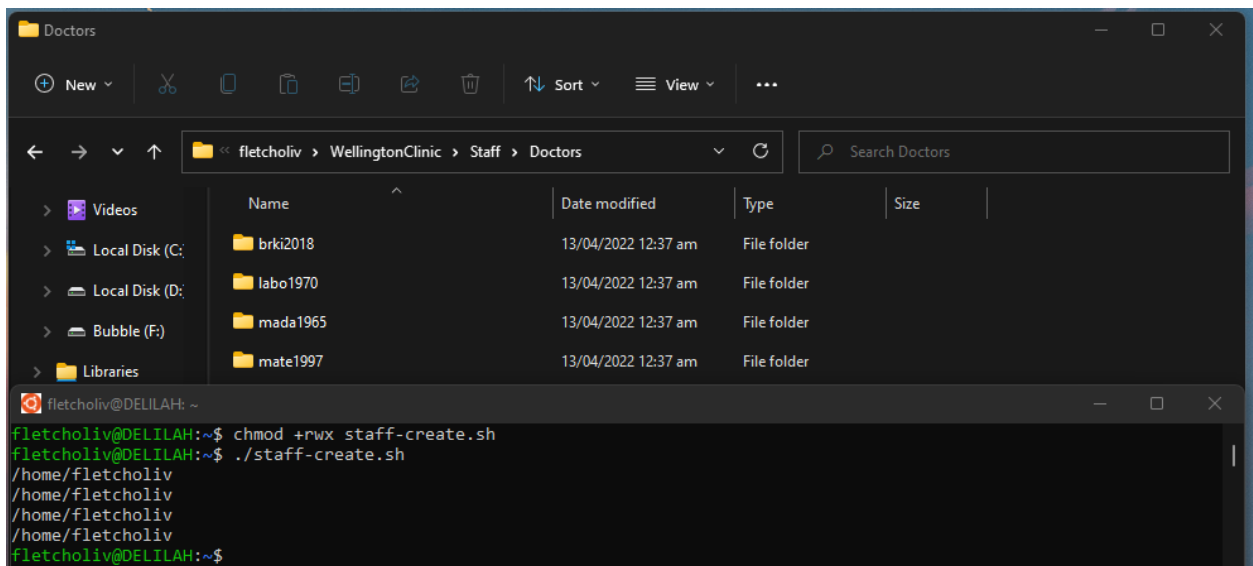 Doctors
New Sort View •••
fletcholiv > WellingtonClinic > Staff > Doctors Search Doctors
Name Date modified Type Size
Videos
Local Disk (C:
Local Disk (D:
Bubble (F:)
Libraries
brki2018 13/04/2022 12:37 am File folder
labo1970 13/04/2022 12:37 am File folder
mada1965 13/04/2022 12:37 am File folder
mate1997 13/04/2022 12:37 am File folder
fletcholiv@DELILAH: ~
fletcholiv@DELILAH:~$ chmod +rwx staff-create.sh
fletcholiv@DELILAH:~$ ./staff-create.sh
/home/fletcholiv
/home/fletcholiv
/home/fletcholiv
/home/fletcholiv
fletcholiv@DELILAH:~$